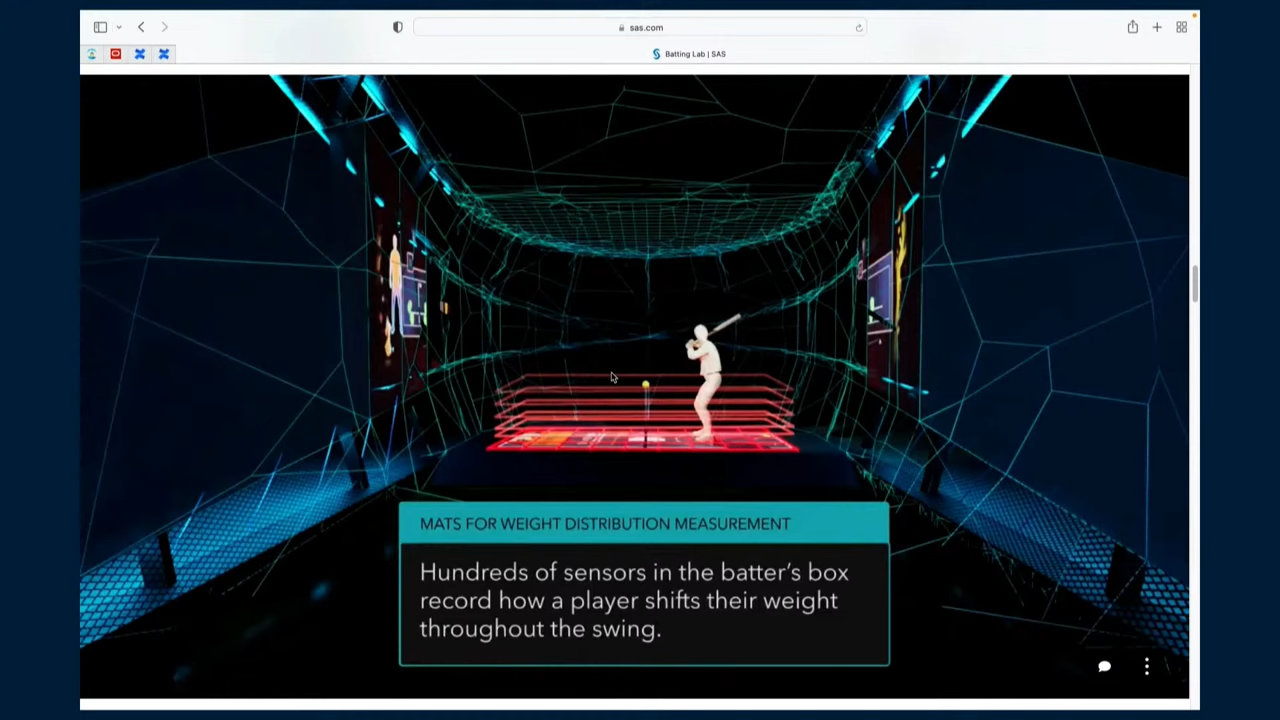 sas.com
Batting Lab | SAS
MATS FOR WEIGHT DISTRIBUTION MEASUREMENT
Hundreds of sensors in the batter’s box
record how a player shifts their weight
throughout the swing.